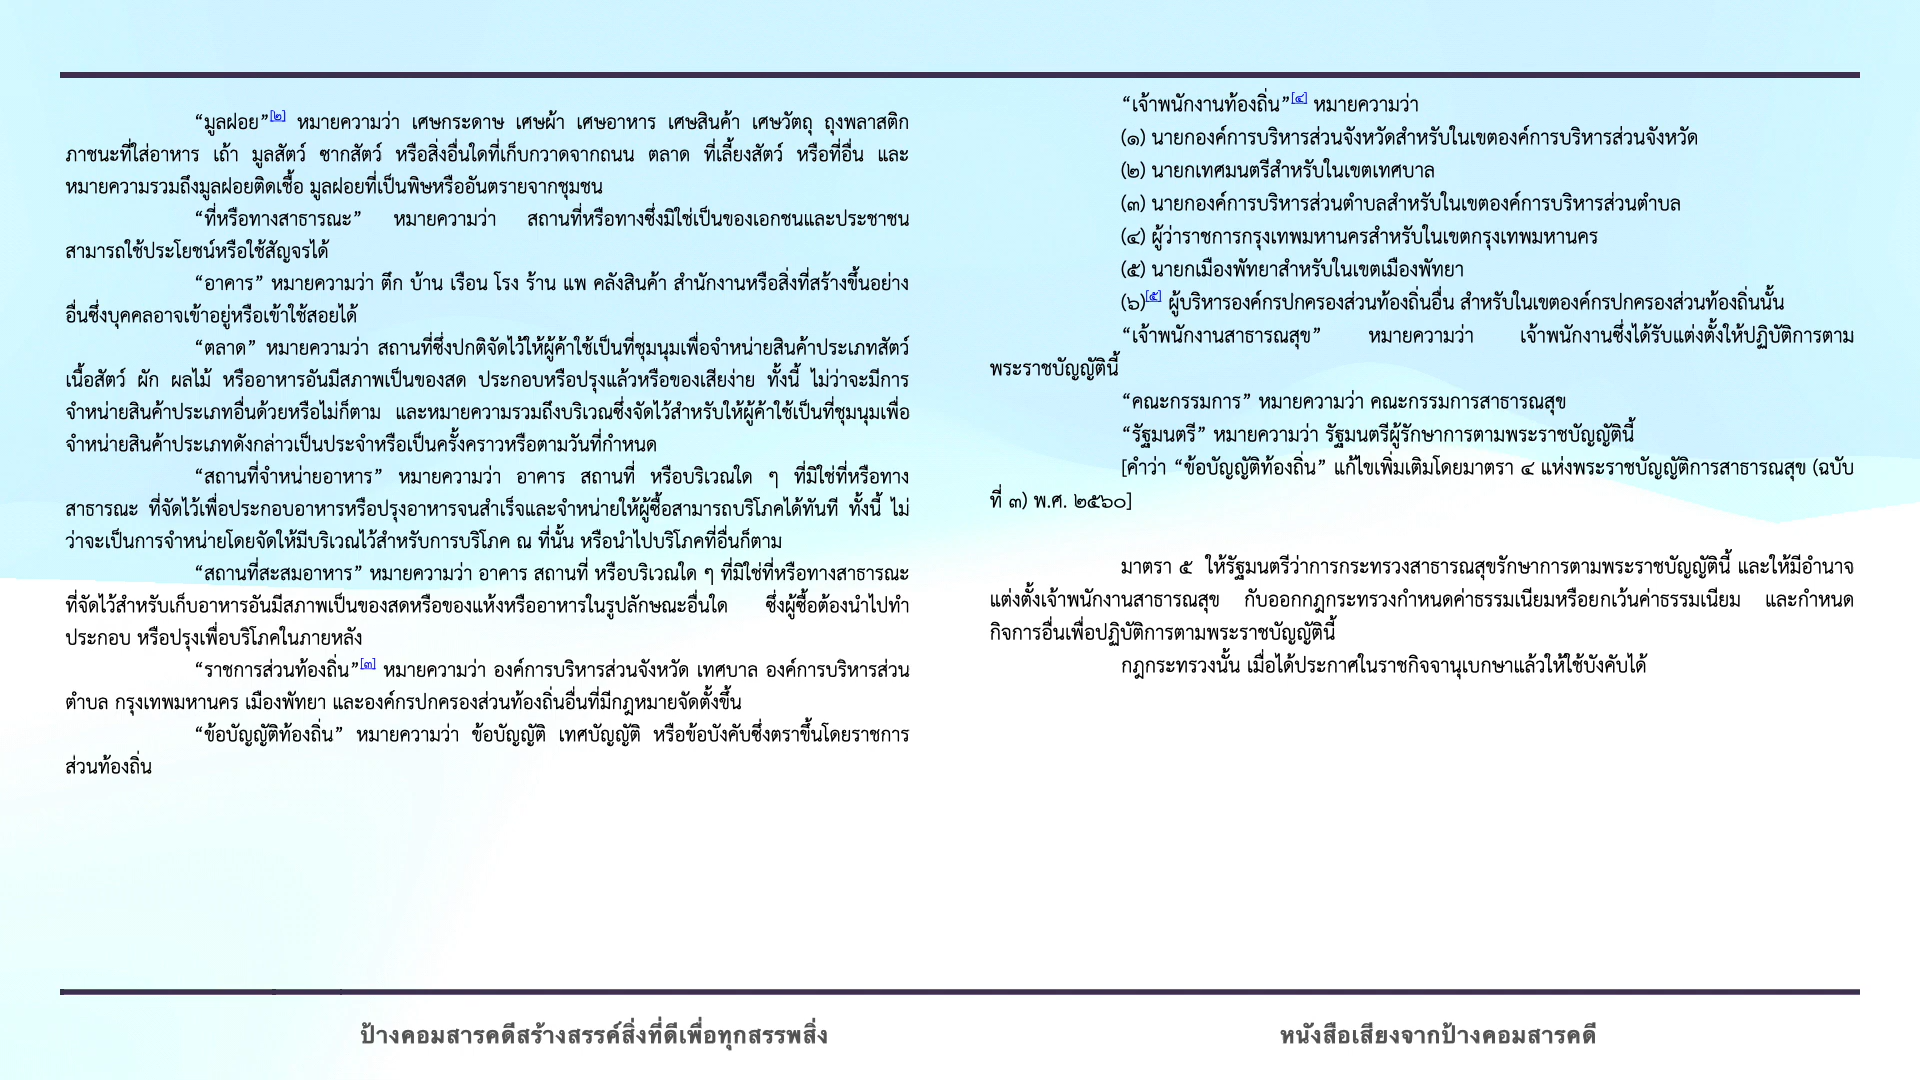 “มูลฝอย”[๒] หมายความว่า เศษกระดาษ เศษผ้า เศษอาหาร เศษสินค้า เศษวัตถุ ถุงพลาสติก
ภาชนะที่ใส่อาหาร เถ้า มูลสัตว์ ซากสัตว์ หรือสิ่งอื่นใดที่เก็บกวาดจากถนน ตลาด ที่เลี้ยงสัตว์ หรือที่อื่น และ
หมายความรวมถึงมูลฝอยติดเชื้อ มูลฝอยที่เป็นพิษหรืออันตรายจากชุมชน
“ที่หรือทางสาธารณะ” หมายความว่า สถานที่หรือทางซึ่งมิใช่เป็นของเอกชนและประชาชน
สามารถใช้ประโยชน์หรือใช้สัญจรได้
“อาคาร” หมายความว่า ตึก บ้าน เรือน โรง ร้าน แพ คลังสินค้า สำนักงานหรือสิ่งที่สร้างขึ้นอย่าง
อื่นซึ่งบุคคลอาจเข้าอยู่หรือเข้าใช้สอยได้
“ตลาด” หมายความว่า สถานที่ซึ่งปกติจัดไว้ให้ผู้ค้าใช้เป็นที่ชุมนุมเพื่อจำหน่ายสินค้าประเภทสัตว์
เนื้อสัตว์ ผัก ผลไม้ หรืออาหารอันมีสภาพเป็นของสด ประกอบหรือปรุงแล้วหรือของเสียง่าย ทั้งนี้ ไม่ว่าจะมีการ
จำหน่ายสินค้าประเภทอื่นด้วยหรือไม่ก็ตาม และหมายความรวมถึงบริเวณซึ่งจัดไว้สำหรับให้ผู้ค้าใช้เป็นที่ชุมนุมเพื่อ
จำหน่ายสินค้าประเภทดังกล่าวเป็นประจำหรือเป็นครั้งคราวหรือตามวันที่กำหนด
“สถานที่จำหน่ายอาหาร” หมายความว่า อาคาร สถานที่ หรือบริเวณใด ๆ ที่มิใช่ที่หรือทาง
สาธารณะ ที่จัดไว้เพื่อประกอบอาหารหรือปรุงอาหารจนสำเร็จและจำหน่ายให้ผู้ซื้อสามารถบริโภคได้ทันที ทั้งนี้ ไม่
ว่าจะเป็นการจำหน่ายโดยจัดให้มีบริเวณไว้สำหรับการบริโภค ณ ที่นั้น หรือนำไปบริโภคที่อื่นก็ตาม
“สถานที่สะสมอาหาร” หมายความว่า อาคาร สถานที่ หรือบริเวณใด ๆ ที่มิใช่ที่หรือทางสาธารณะ
ที่จัดไว้สำหรับเก็บอาหารอันมีสภาพเป็นของสดหรือของแห้งหรืออาหารในรูปลักษณะอื่นใด ซึ่งผู้ซื้อต้องนำไปทำ
ประกอบ หรือปรุงเพื่อบริโภคในภายหลัง
“ราชการส่วนท้องถิ่น”[๓] หมายความว่า องค์การบริหารส่วนจังหวัด เทศบาล องค์การบริหารส่วน
ตำบล กรุงเทพมหานคร เมืองพัทยา และองค์กรปกครองส่วนท้องถิ่นอื่นที่มีกฎหมายจัดตั้งขึ้น
“ข้อบัญญัติท้องถิ่น” หมายความว่า ข้อบัญญัติ เทศบัญญัติ หรือข้อบังคับซึ่งตราขึ้นโดยราชการ
ส่วนท้องถิ่น
“เจ้าพนักงานท้องถิ่น”[๔] หมายความว่า
(๑) นายกองค์การบริหารส่วนจังหวัดสำหรับในเขตองค์การบริหารส่วนจังหวัด
(๒) นายกเทศมนตรีสำหรับในเขตเทศบาล
(๓) นายกองค์การบริหารส่วนตำบลสำหรับในเขตองค์การบริหารส่วนตำบล
(๔) ผู้ว่าราชการกรุงเทพมหานครสำหรับในเขตกรุงเทพมหานคร
(๕) นายกเมืองพัทยาสำหรับในเขตเมืองพัทยา
(๖)[๕] ผู้บริหารองค์กรปกครองส่วนท้องถิ่นอื่น สำหรับในเขตองค์กรปกครองส่วนท้องถิ่นนั้น
“เจ้าพนักงานสาธารณสุข” หมายความว่า เจ้าพนักงานซึ่งได้รับแต่งตั้งให้ปฏิบัติการตาม
พระราชบัญญัตินี้
“คณะกรรมการ” หมายความว่า คณะกรรมการสาธารณสุข
“รัฐมนตรี” หมายความว่า รัฐมนตรีผู้รักษาการตามพระราชบัญญัตินี้
[คำว่า “ข้อบัญญัติท้องถิ่น” แก้ไขเพิ่มเติมโดยมาตรา ๔ แห่งพระราชบัญญัติการสาธารณสุข (ฉบับ
ที่ ๓) พ.ศ. ๒๕๖๐]
มาตรา ๕ ให้รัฐมนตรีว่าการกระทรวงสาธารณสุขรักษาการตามพระราชบัญญัตินี้ และให้มีอำนาจ
แต่งตั้งเจ้าพนักงานสาธารณสุข กับออกกฎกระทรวงกำหนดค่าธรรมเนียมหรือยกเว้นค่าธรรมเนียม และกำหนด
กิจการอื่นเพื่อปฏิบัติการตามพระราชบัญญัตินี้
กฎกระทรวงนั้น เมื่อได้ประกาศในราชกิจจานุเบกษาแล้วให้ใช้บังคับได้
ป้างคอมสารคดีสร้างสรรค์สิ่งที่ดีเพื่อทุกสรรพสิ่ง
หนังสือเสียงจากป้างคอมสารคดี